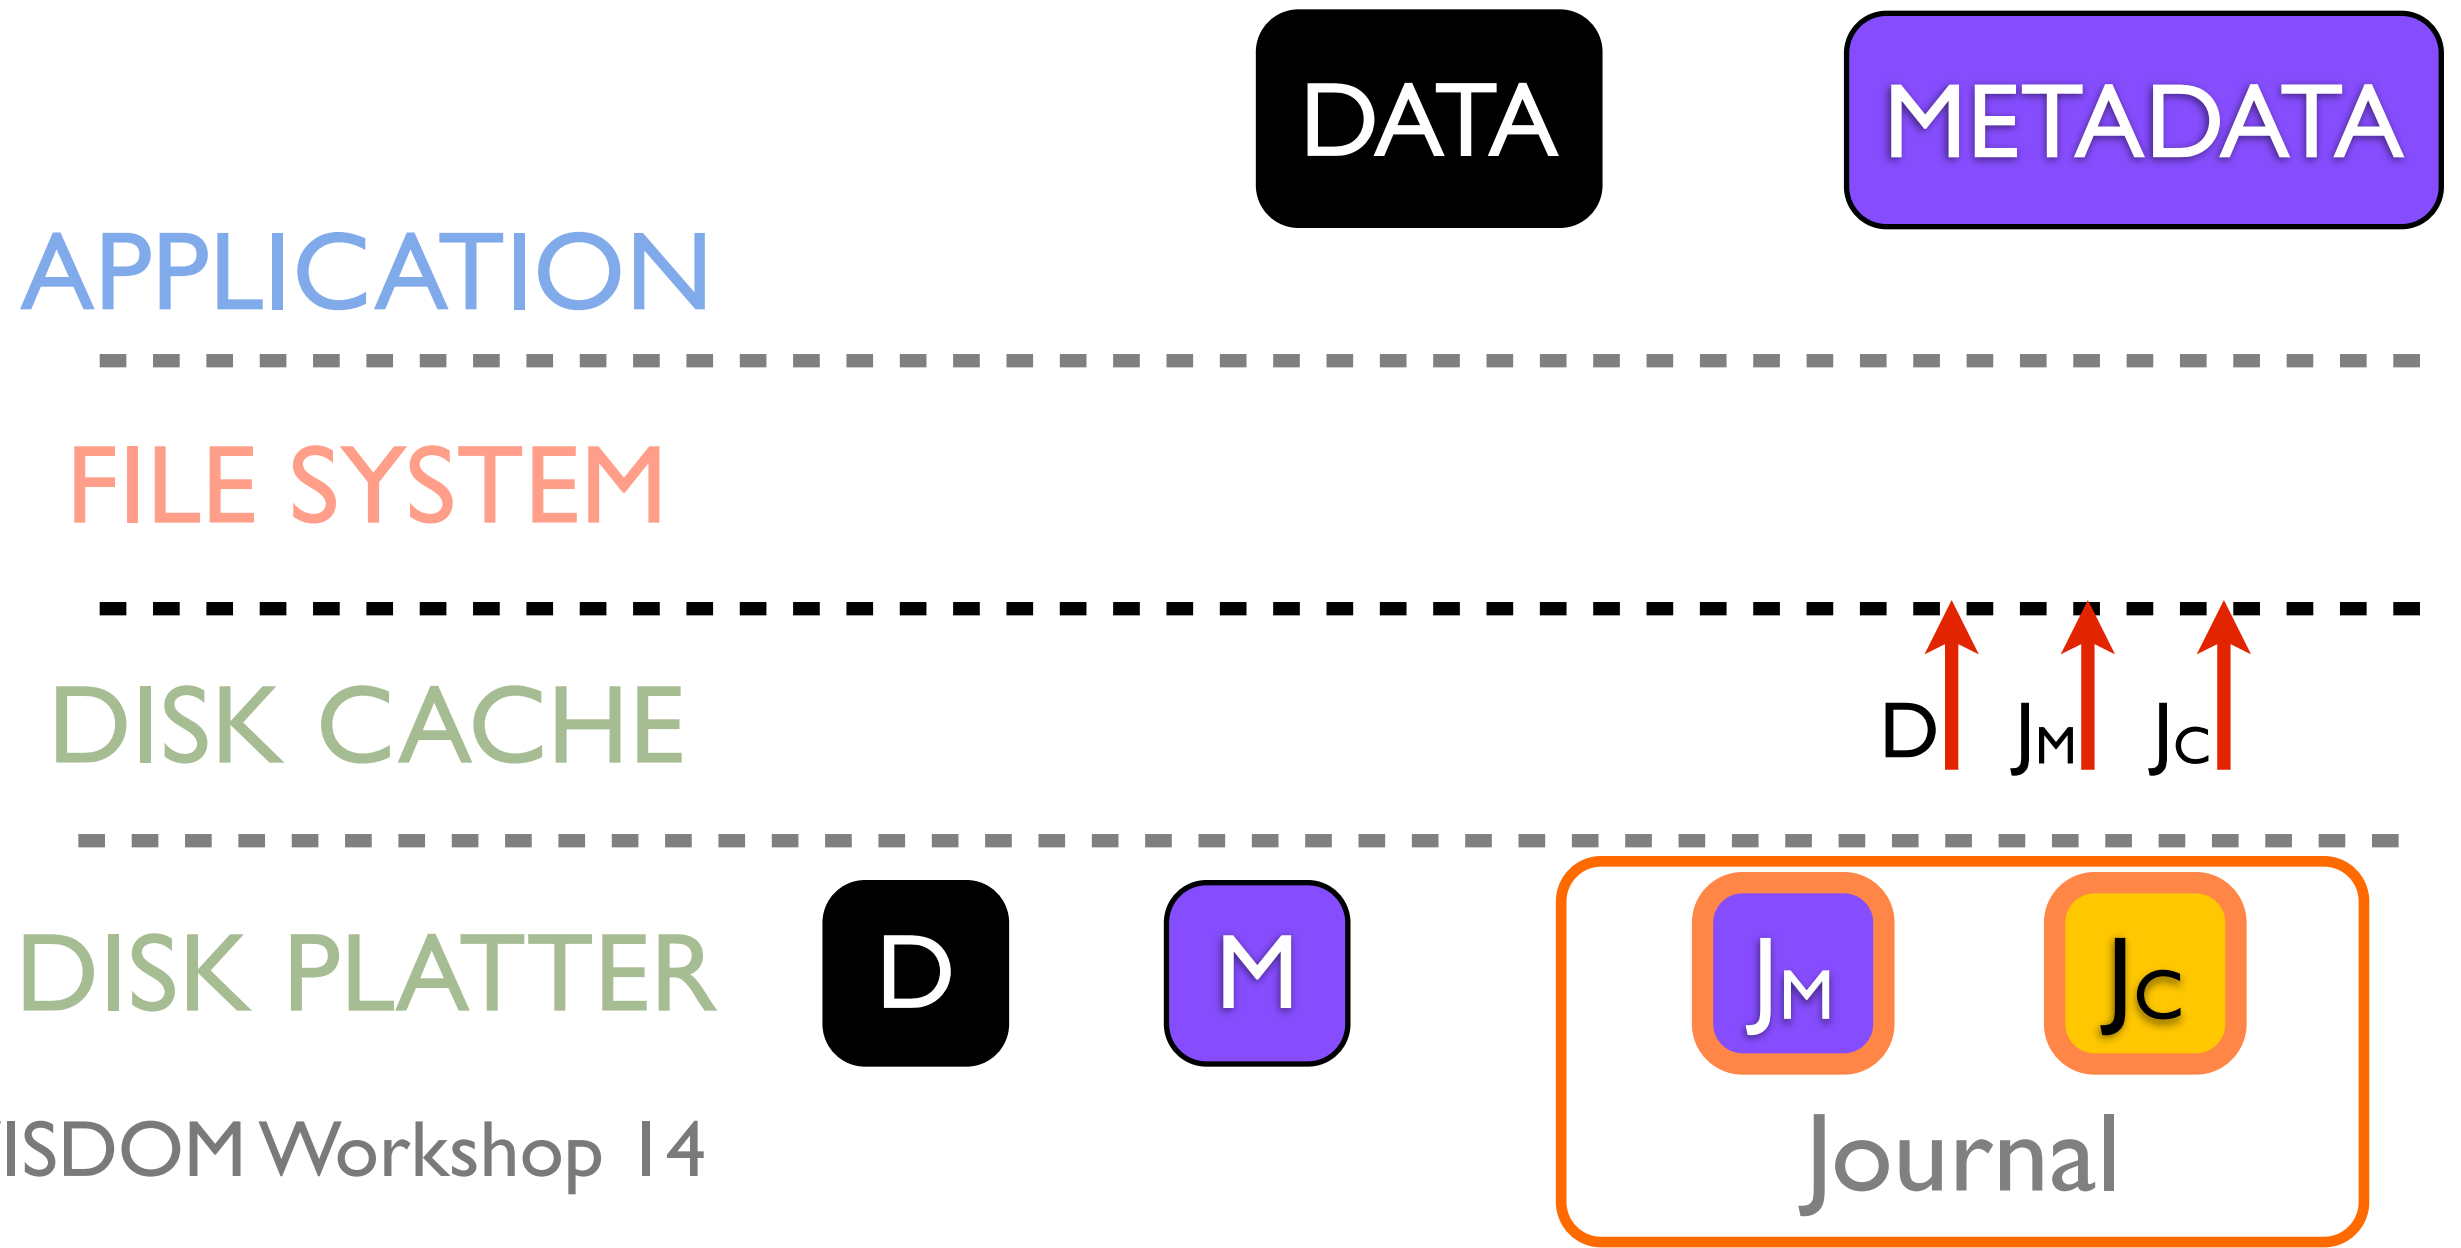 DATA METADATA
APPLICATION
FILE SYSTEM
DISK CACHE D JM JC
DISK PLATTER D M JM JC
ISDOM Workshop 14
Journal